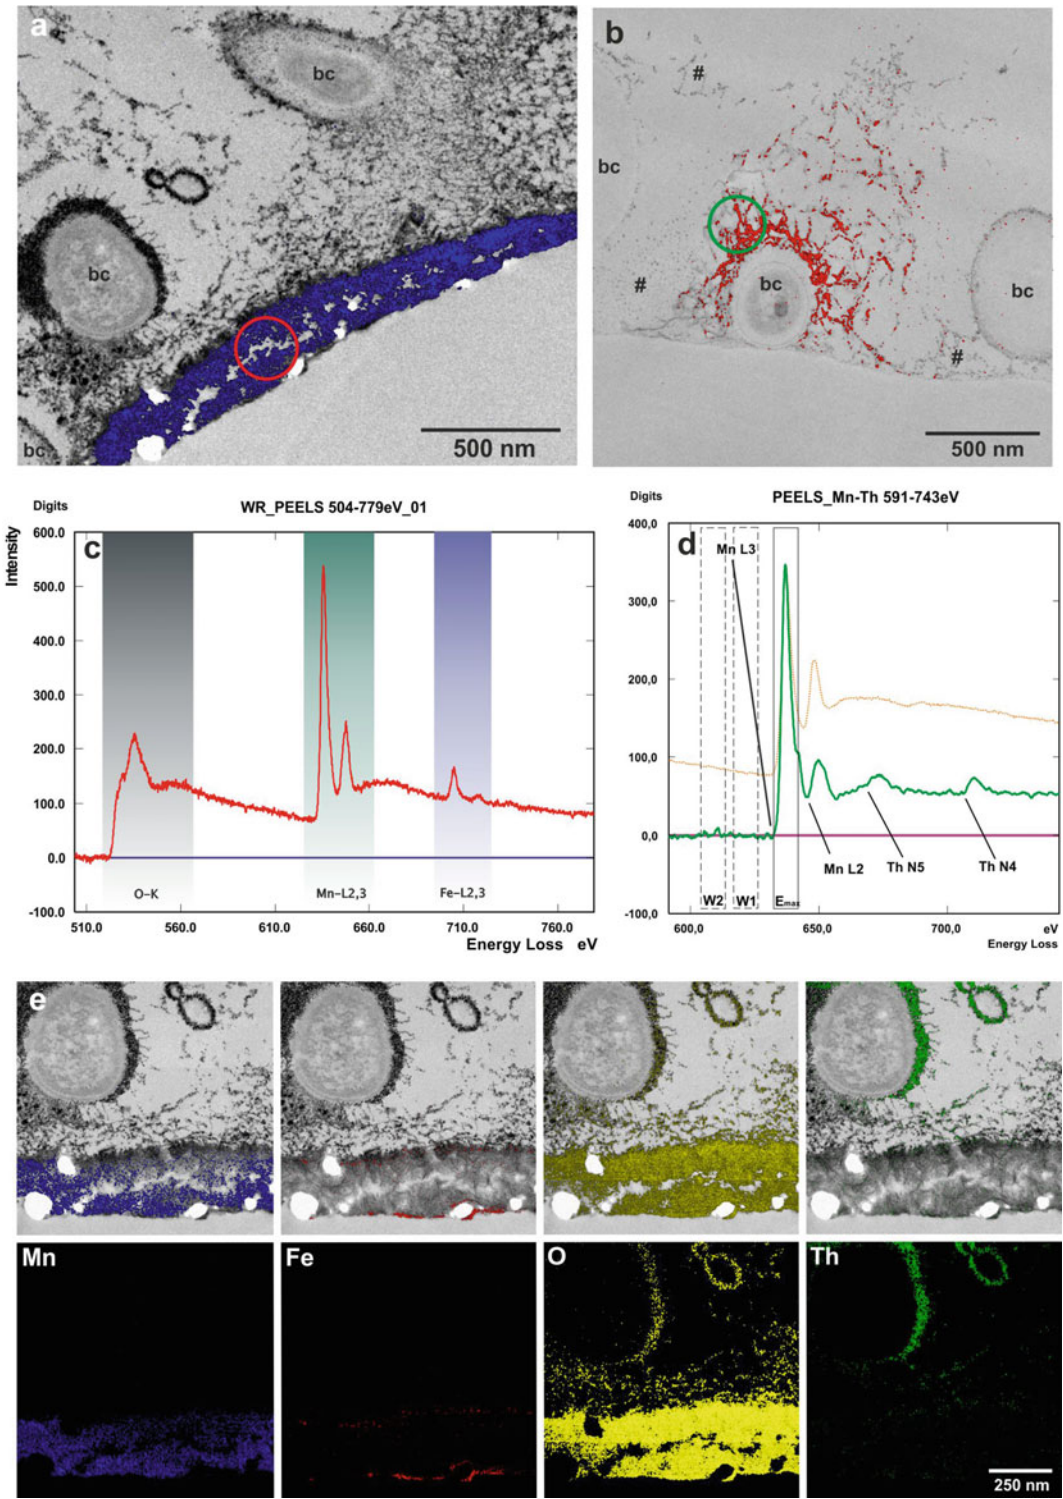 a
bc
bc
bc
500 nm
b
#
bc
#
bc
bc
#
500 nm
Digits
WR_PEELS 504-779eV_01
Intensity
600.0
500.0
400.0
300.0
200.0
100.0
0.0
-100.0
c
O-K
Mn-L2,3
Fe-L2,3
510.0
560.0
610.0
660.0
710.0
760.0
Energy Loss eV
Digits
PEELS_Mn-Th 591-743eV
400,0
300,0
200,0
100,0
0,0
-100,0
d
Mn L3
Mn L2
Th N5
Th N4
W2
W1
Emax
600,0
650,0
700,0
eV
Energy Loss
e
Mn
Fe
O
Th
250 nm